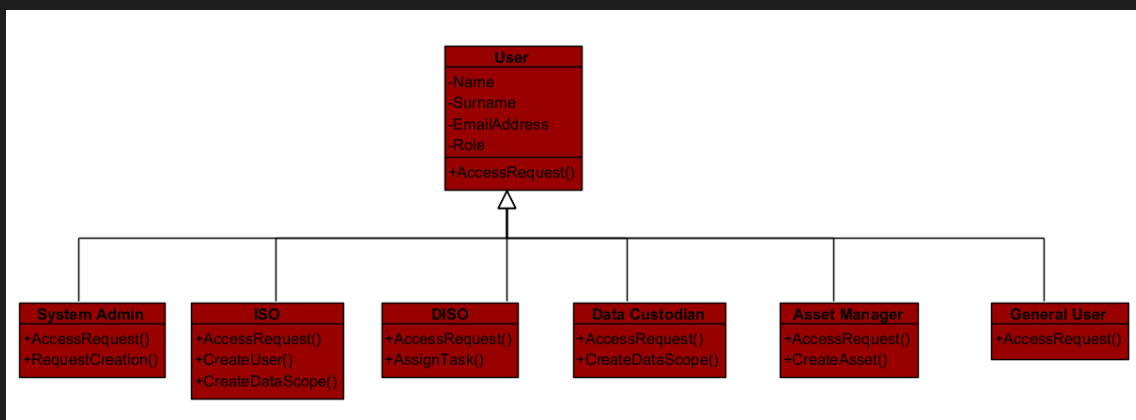 User
-Name
-Surname
-EmailAddress
-Role
+AccessRequest()
System Admin
+AccessRequest()
+RequestCreation()
ISO
+AccessRequest()
+CreateUser()
+CreateDataScope()
DISO
+AccessRequest()
+AssignTask()
Data Custodian
+AccessRequest()
+CreateDataScope()
Asset Manager
+AccessRequest()
+CreateAsset()
General User
+AccessRequest()